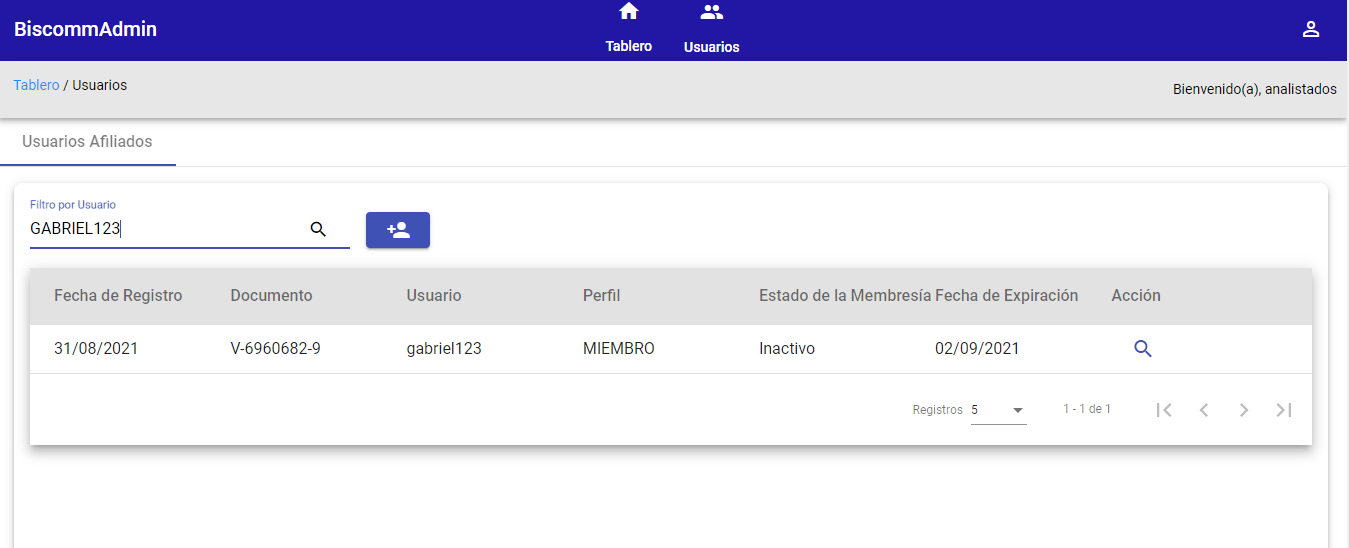 BiscommAdmin
Tablero
Usuarios
Tablero / Usuarios
Bienvenido(a), analistados
Usuarios Afiliados
Filtro por Usuario
GABRIEL123
Fecha de Registro Documento Usuario Perfil Estado de la Membresía Fecha de Expiración Acción
31/08/2021 V-6960682-9 gabriel123 MIEMBRO Inactivo 02/09/2021
Registros 5 1 - 1 de 1